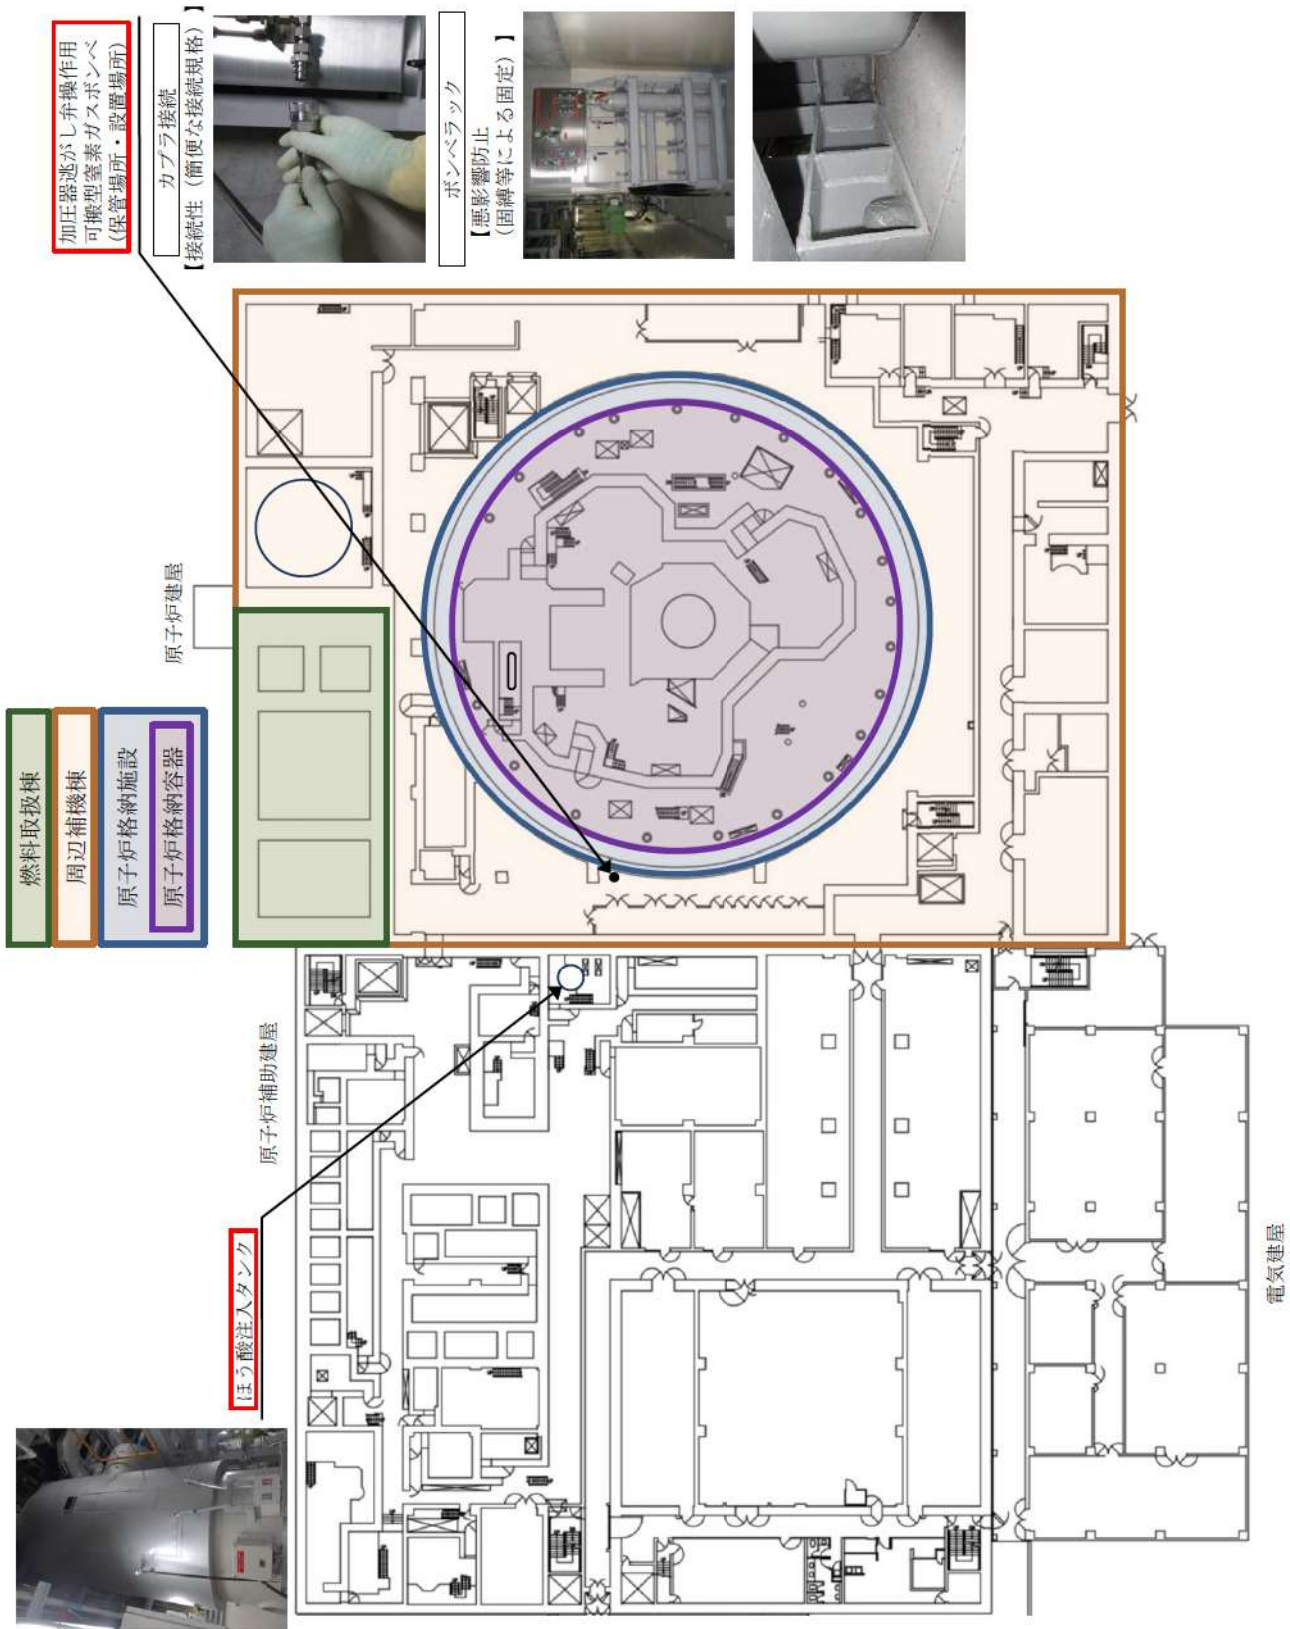 燃料取扱棟
周辺補機棟
原子炉格納施設
原子炉格納容器
加圧器逃がし弁操作用
可搬型窒素ガスボンベ
(保管場所・設置場所)
カプラ接続
【接続性(簡便な接続規格)】
ボンベラック
【悪影響防止
(固縛等による固定)】
原子炉建屋
原子炉補助建屋
ほう酸注入タンク
電気建屋